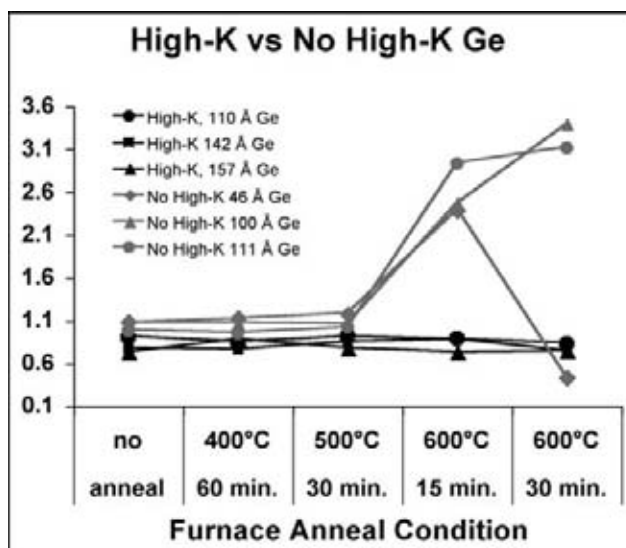 High-K vs No High-K Ge
3.6
3.1
2.6
2.1
1.6
1.1
0.6
0.1
High-K, 110 Å Ge
High-K 142 Å Ge
High-K, 157 Å Ge
No High-K 46 Å Ge
No High-K 100 Å Ge
No High-K 111 Å Ge
no 400°C 500°C 600°C 600°C
anneal 60 min. 30 min. 15 min. 30 min.
Furnace Anneal Condition